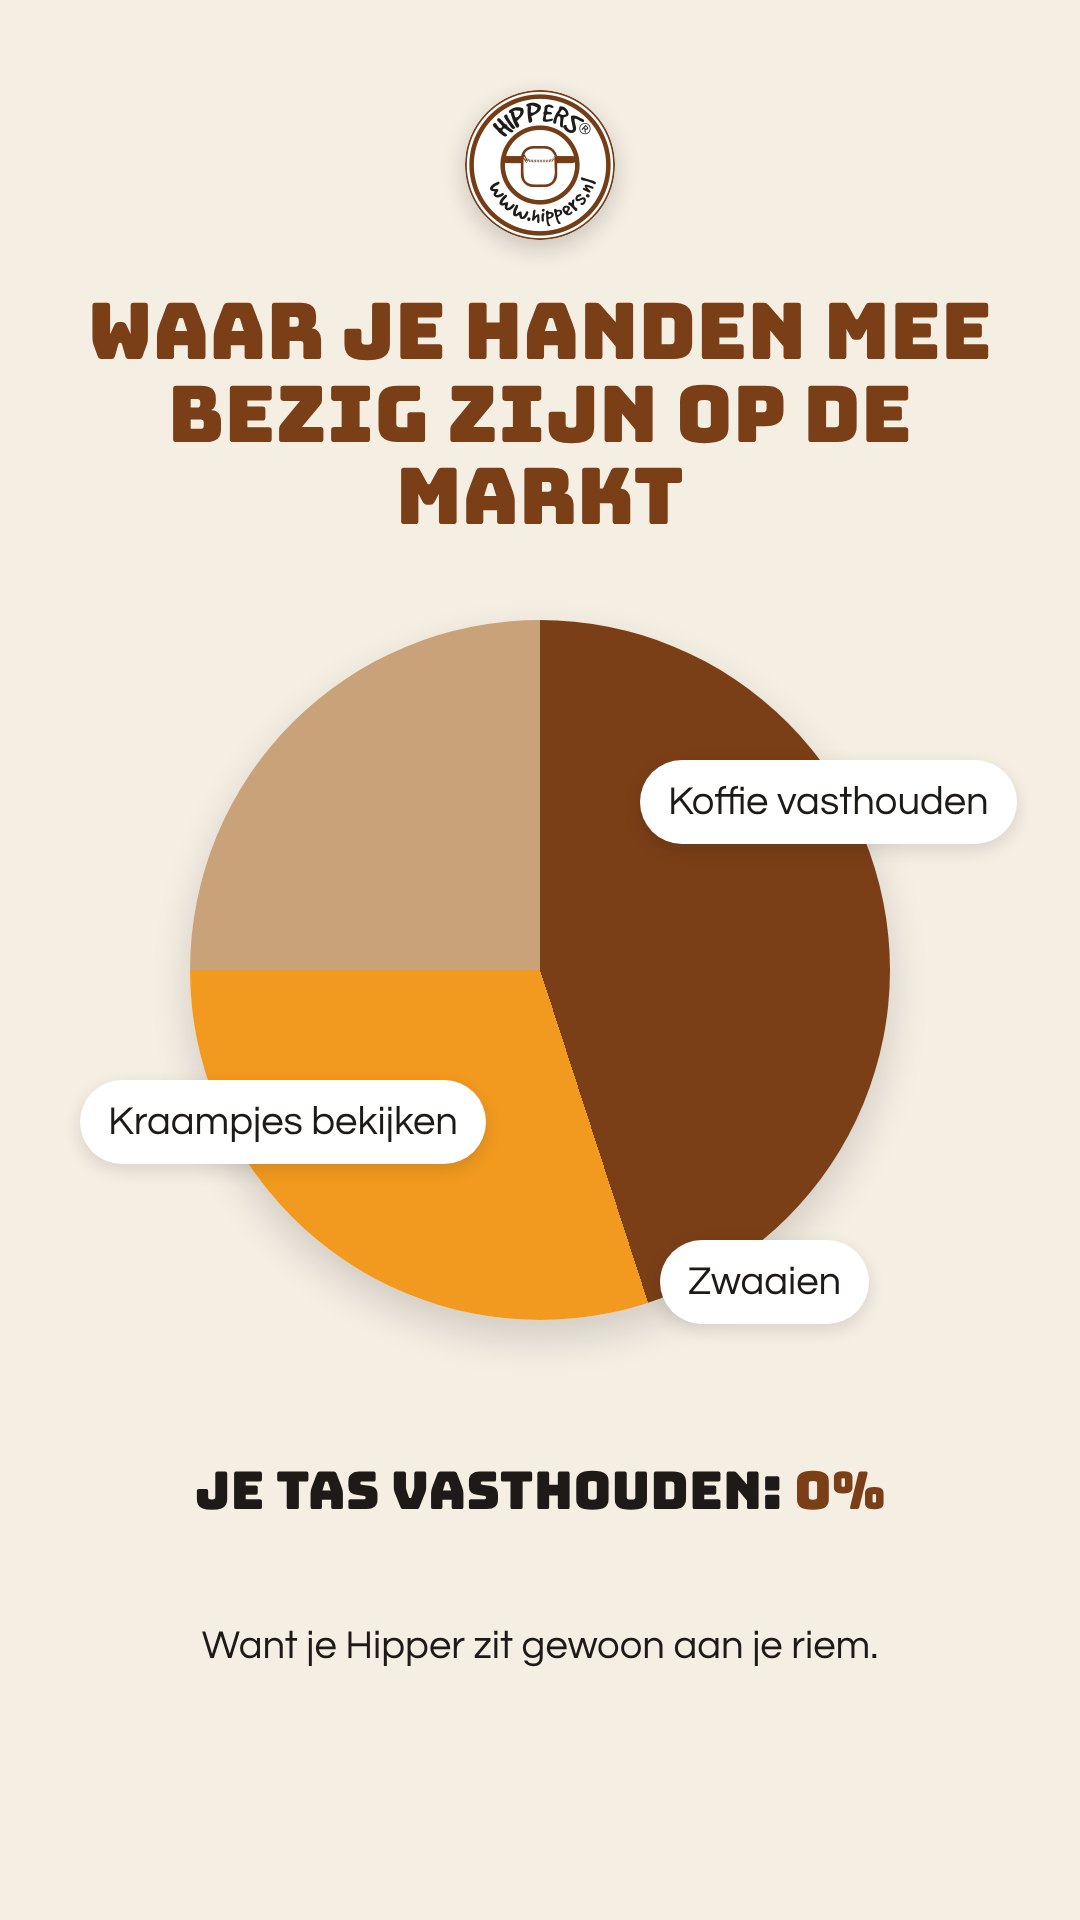 HIPPERS®
www.hippers.nl
WAAR JE HANDEN MEE
BEZIG ZIJN OP DE
MARKT
Koffie vasthouden
Kraampjes bekijken
Zwaaien
JE TAS VASTHOUDEN: 0%
Want je Hipper zit gewoon aan je riem.